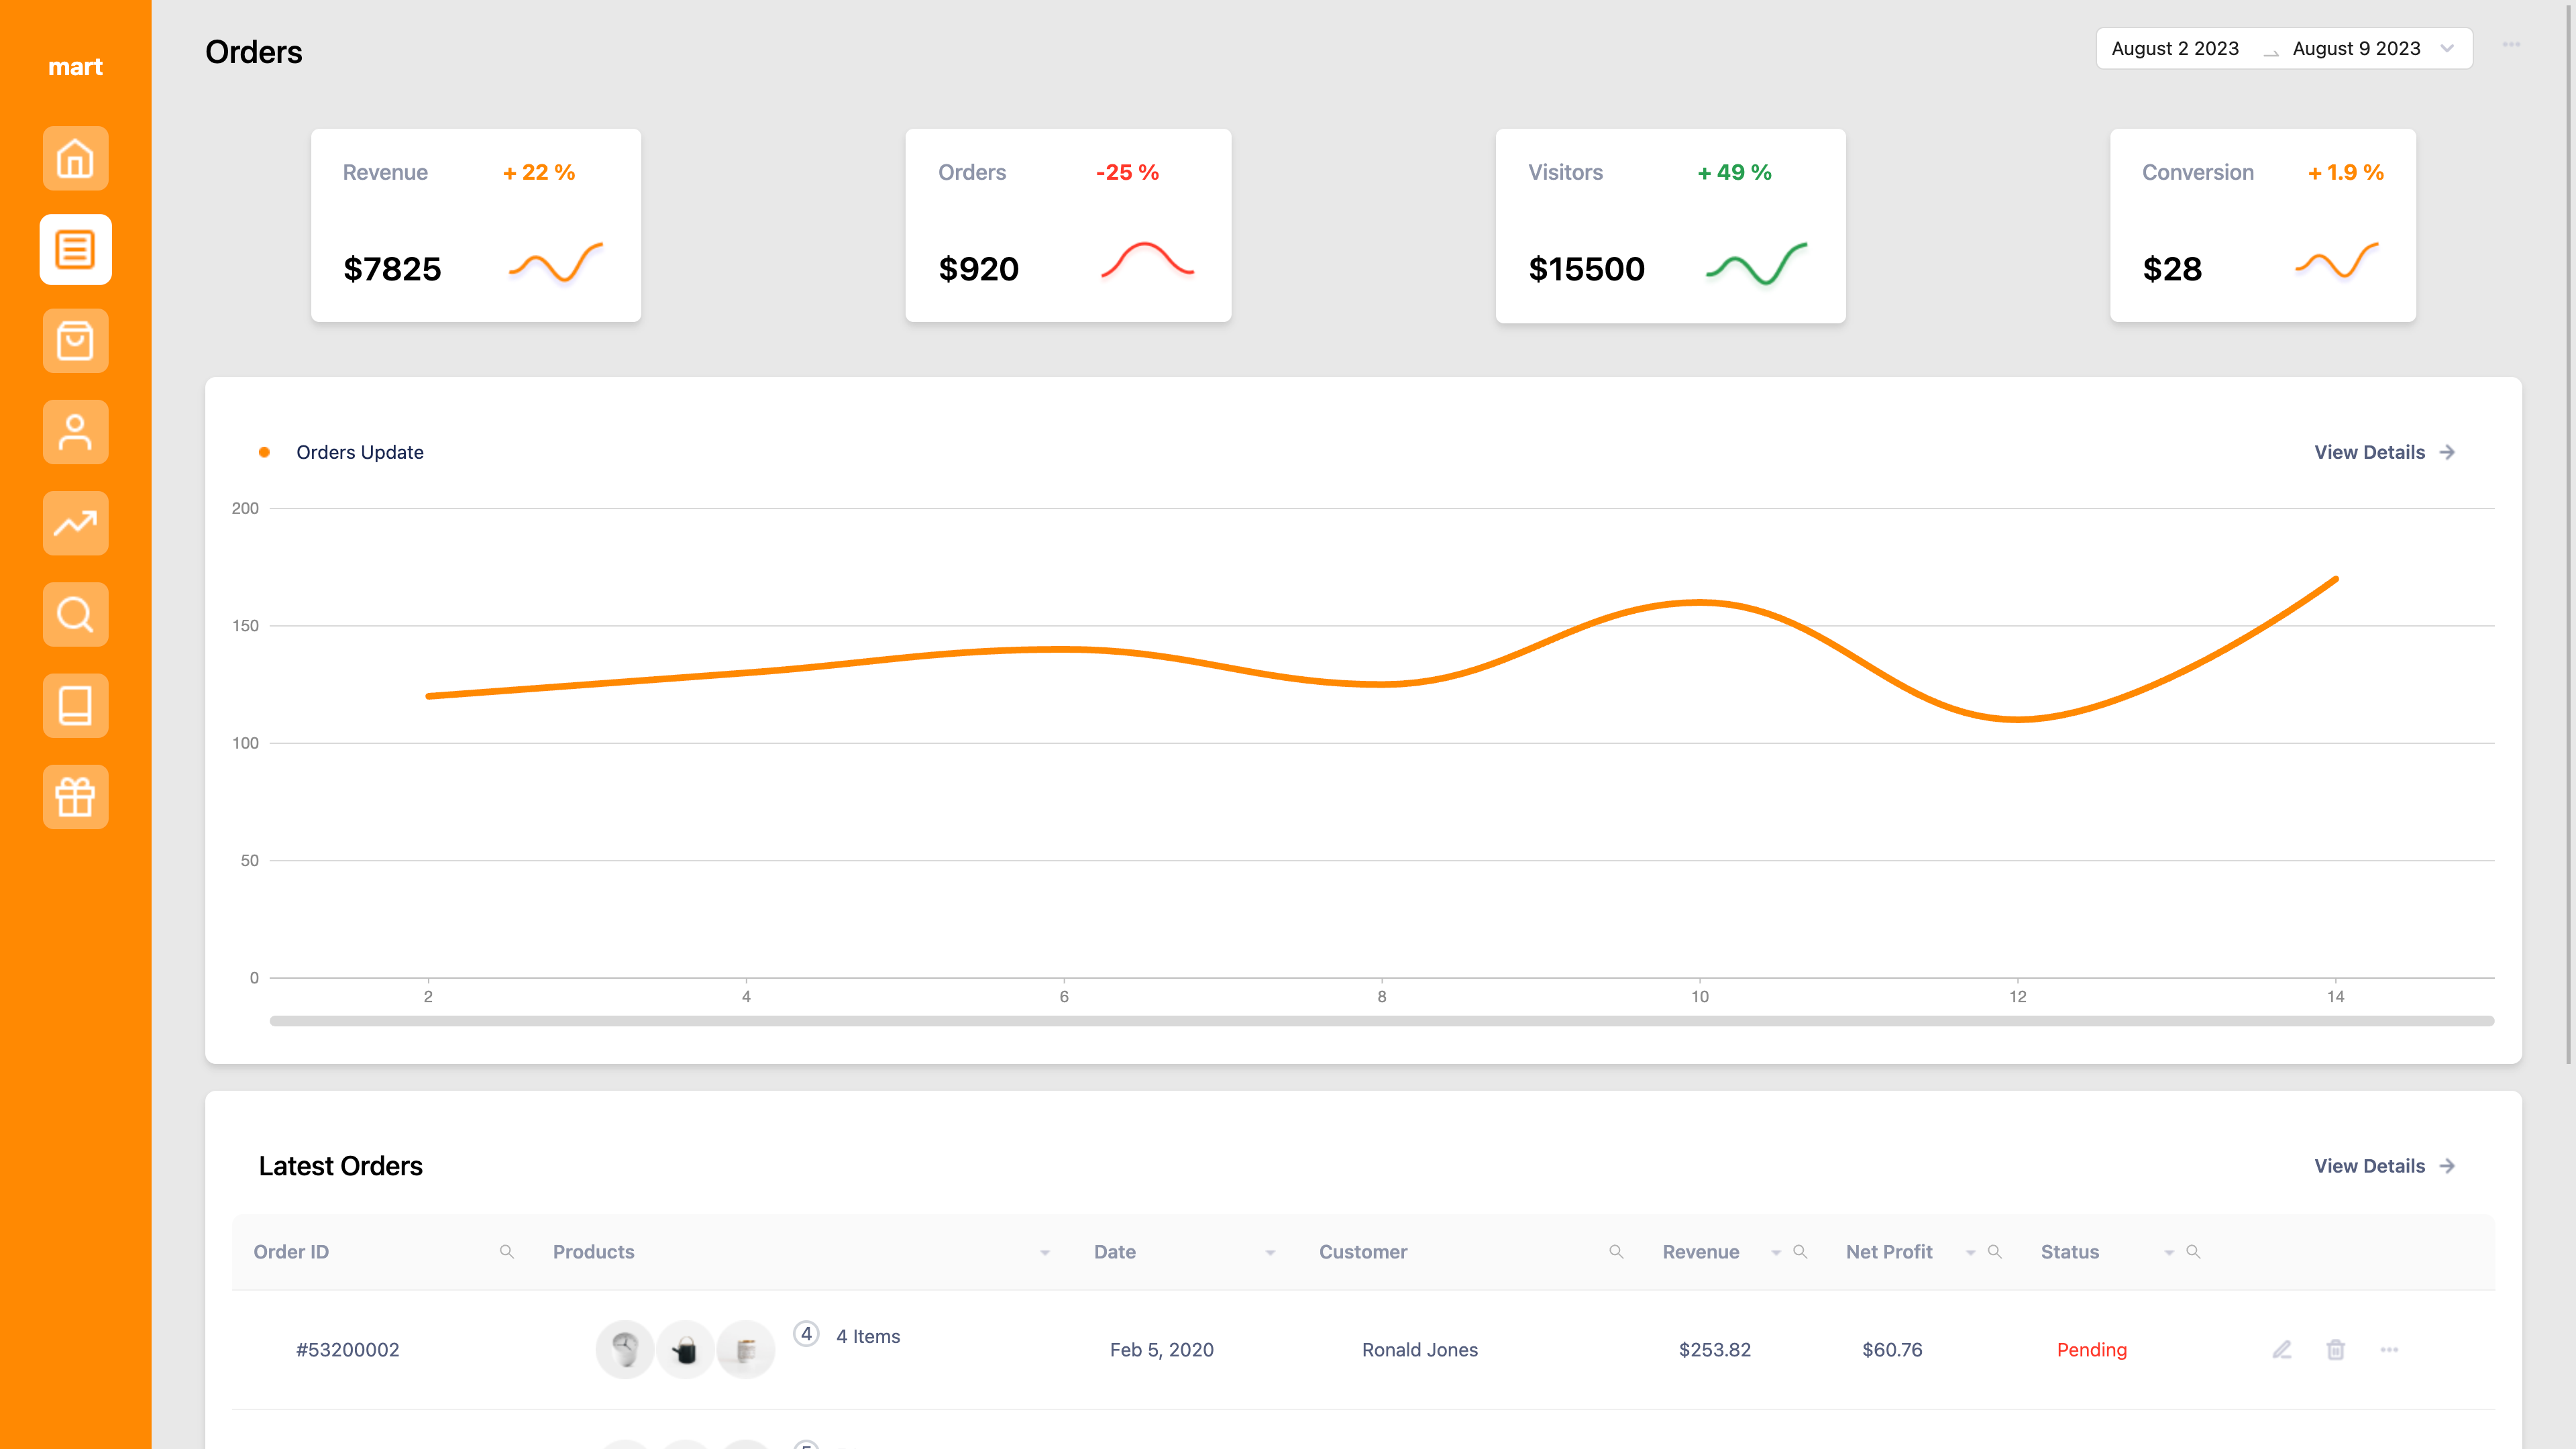 mart
Orders
August 2 2023
August 9 2023
Revenue
+ 22 %
$7825
Orders
-25 %
$920
Visitors
+ 49 %
$15500
Conversion
+ 1.9 %
$28
Orders Update
View Details
200
150
100
50
0
2
4
6
8
10
12
14
Latest Orders
View Details
Order ID
Products
Date
Customer
Revenue
Net Profit
Status
#53200002
4
4 Items
Feb 5, 2020
Ronald Jones
$253.82
$60.76
Pending